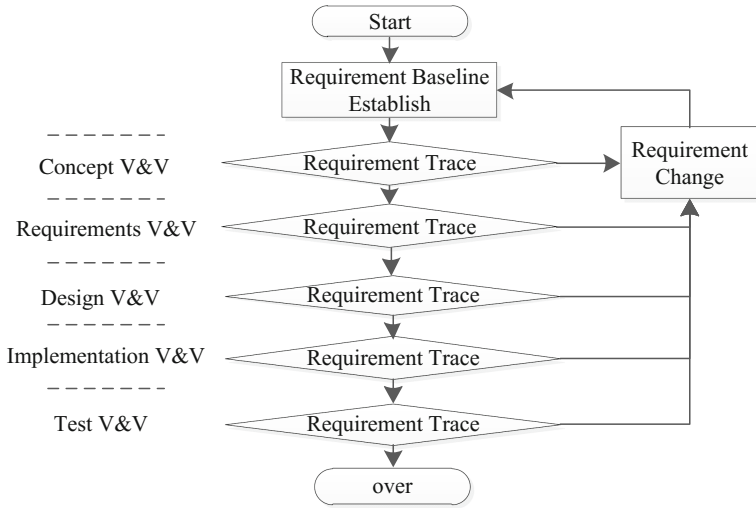 Start
Requirement Baseline
Establish
Concept V&V
Requirement Trace
Requirement
Change
Requirements V&V
Requirement Trace
Design V&V
Requirement Trace
Implementation V&V
Requirement Trace
Test V&V
Requirement Trace
over